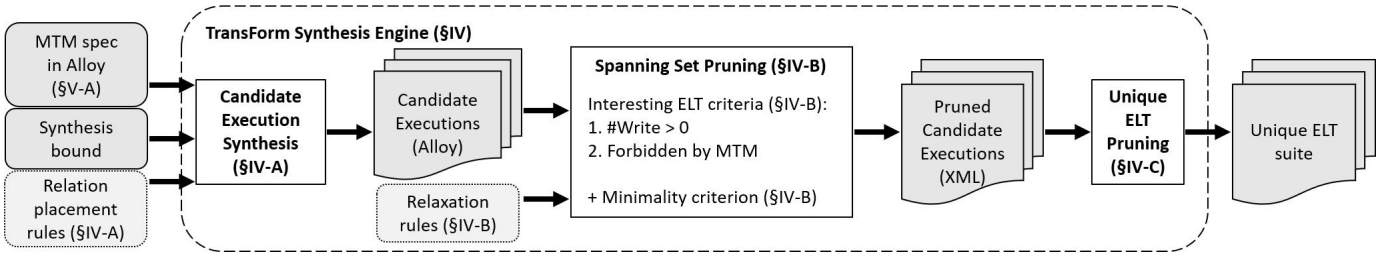 TransForm Synthesis Engine (§IV)
MTM spec
in Alloy
(§V-A)
Synthesis
bound
Relation
placement
rules (§IV-A)
Candidate
Execution
Synthesis
(§IV-A)
Candidate
Executions
(Alloy)
Relaxation
rules (§IV-B)
Spanning Set Pruning (§IV-B)
Interesting ELT criteria (§IV-B):
1. #Write > 0
2. Forbidden by MTM
+ Minimality criterion (§IV-B)
Pruned
Candidate
Executions
(XML)
Unique
ELT
Pruning
(§IV-C)
Unique ELT
suite